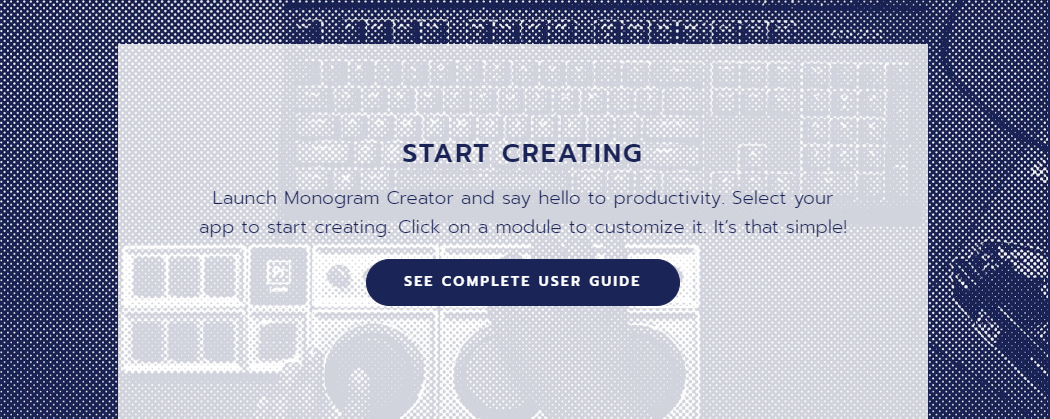 START CREATING
Launch Monogram Creator and say hello to productivity. Select your
app to start creating. Click on a module to customize it. It's that simple!
Pr
SEE COMPLETE USER GUIDE